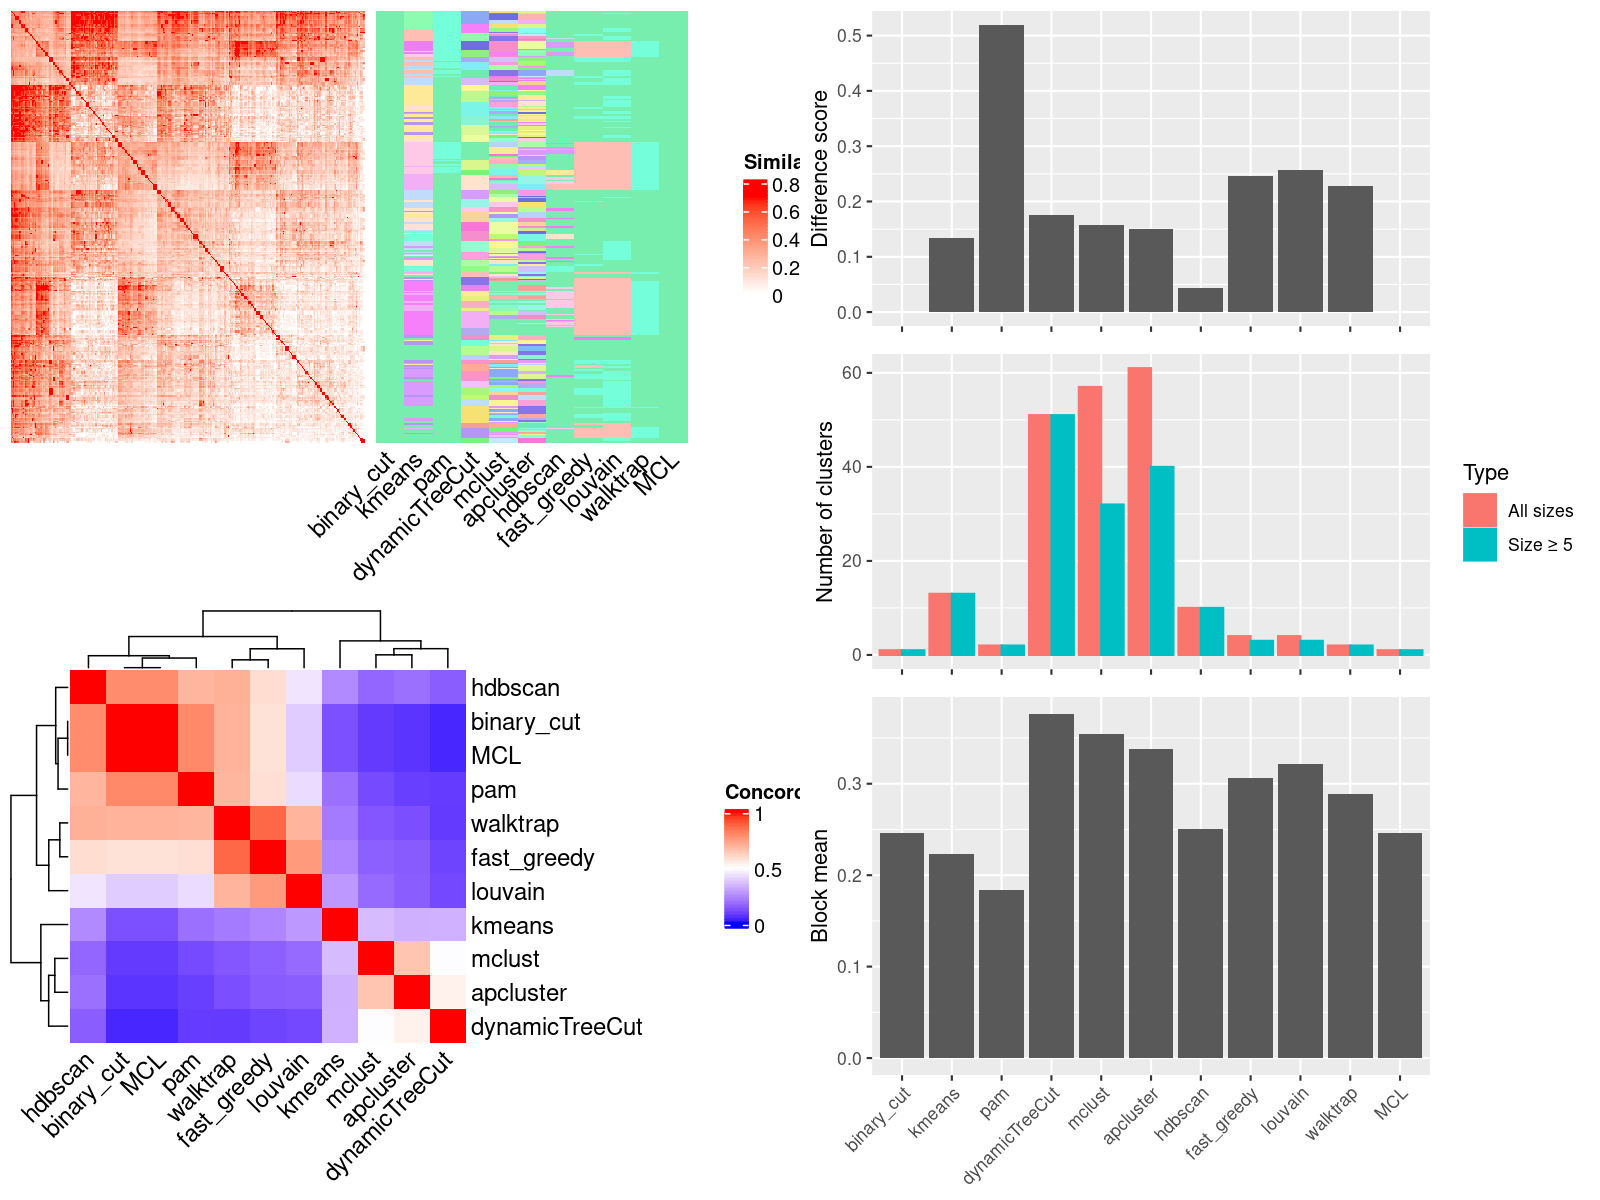 Simila
0.8
0.6
0.4
0.2
0
binary_cut
kmeans
pam
dynamicTreeCut
mclust
apcluster
hdbscan
fast_greedy
louvain
walktrap
MCL
hdbscan
binary_cut
MCL
pam
walktrap
fast_greedy
louvain
kmeans
mclust
apcluster
dynamicTreeCut
hdbscan
binary_cut
MCL
pam
walktrap
fast_greedy
louvain
kmeans
mclust
apcluster
dynamicTreeCut
Concord
1
0.5
0
Difference score
0.5
0.4
0.3
0.2
0.1
0.0
Number of clusters
60
40
20
0
Type
All sizes
Size ≥ 5
Block mean
0.3
0.2
0.1
0.0
binary_cut
kmeans
pam
dynamicTreeCut
mclust
apcluster
hdbscan
fast_greedy
louvain
walktrap
MCL